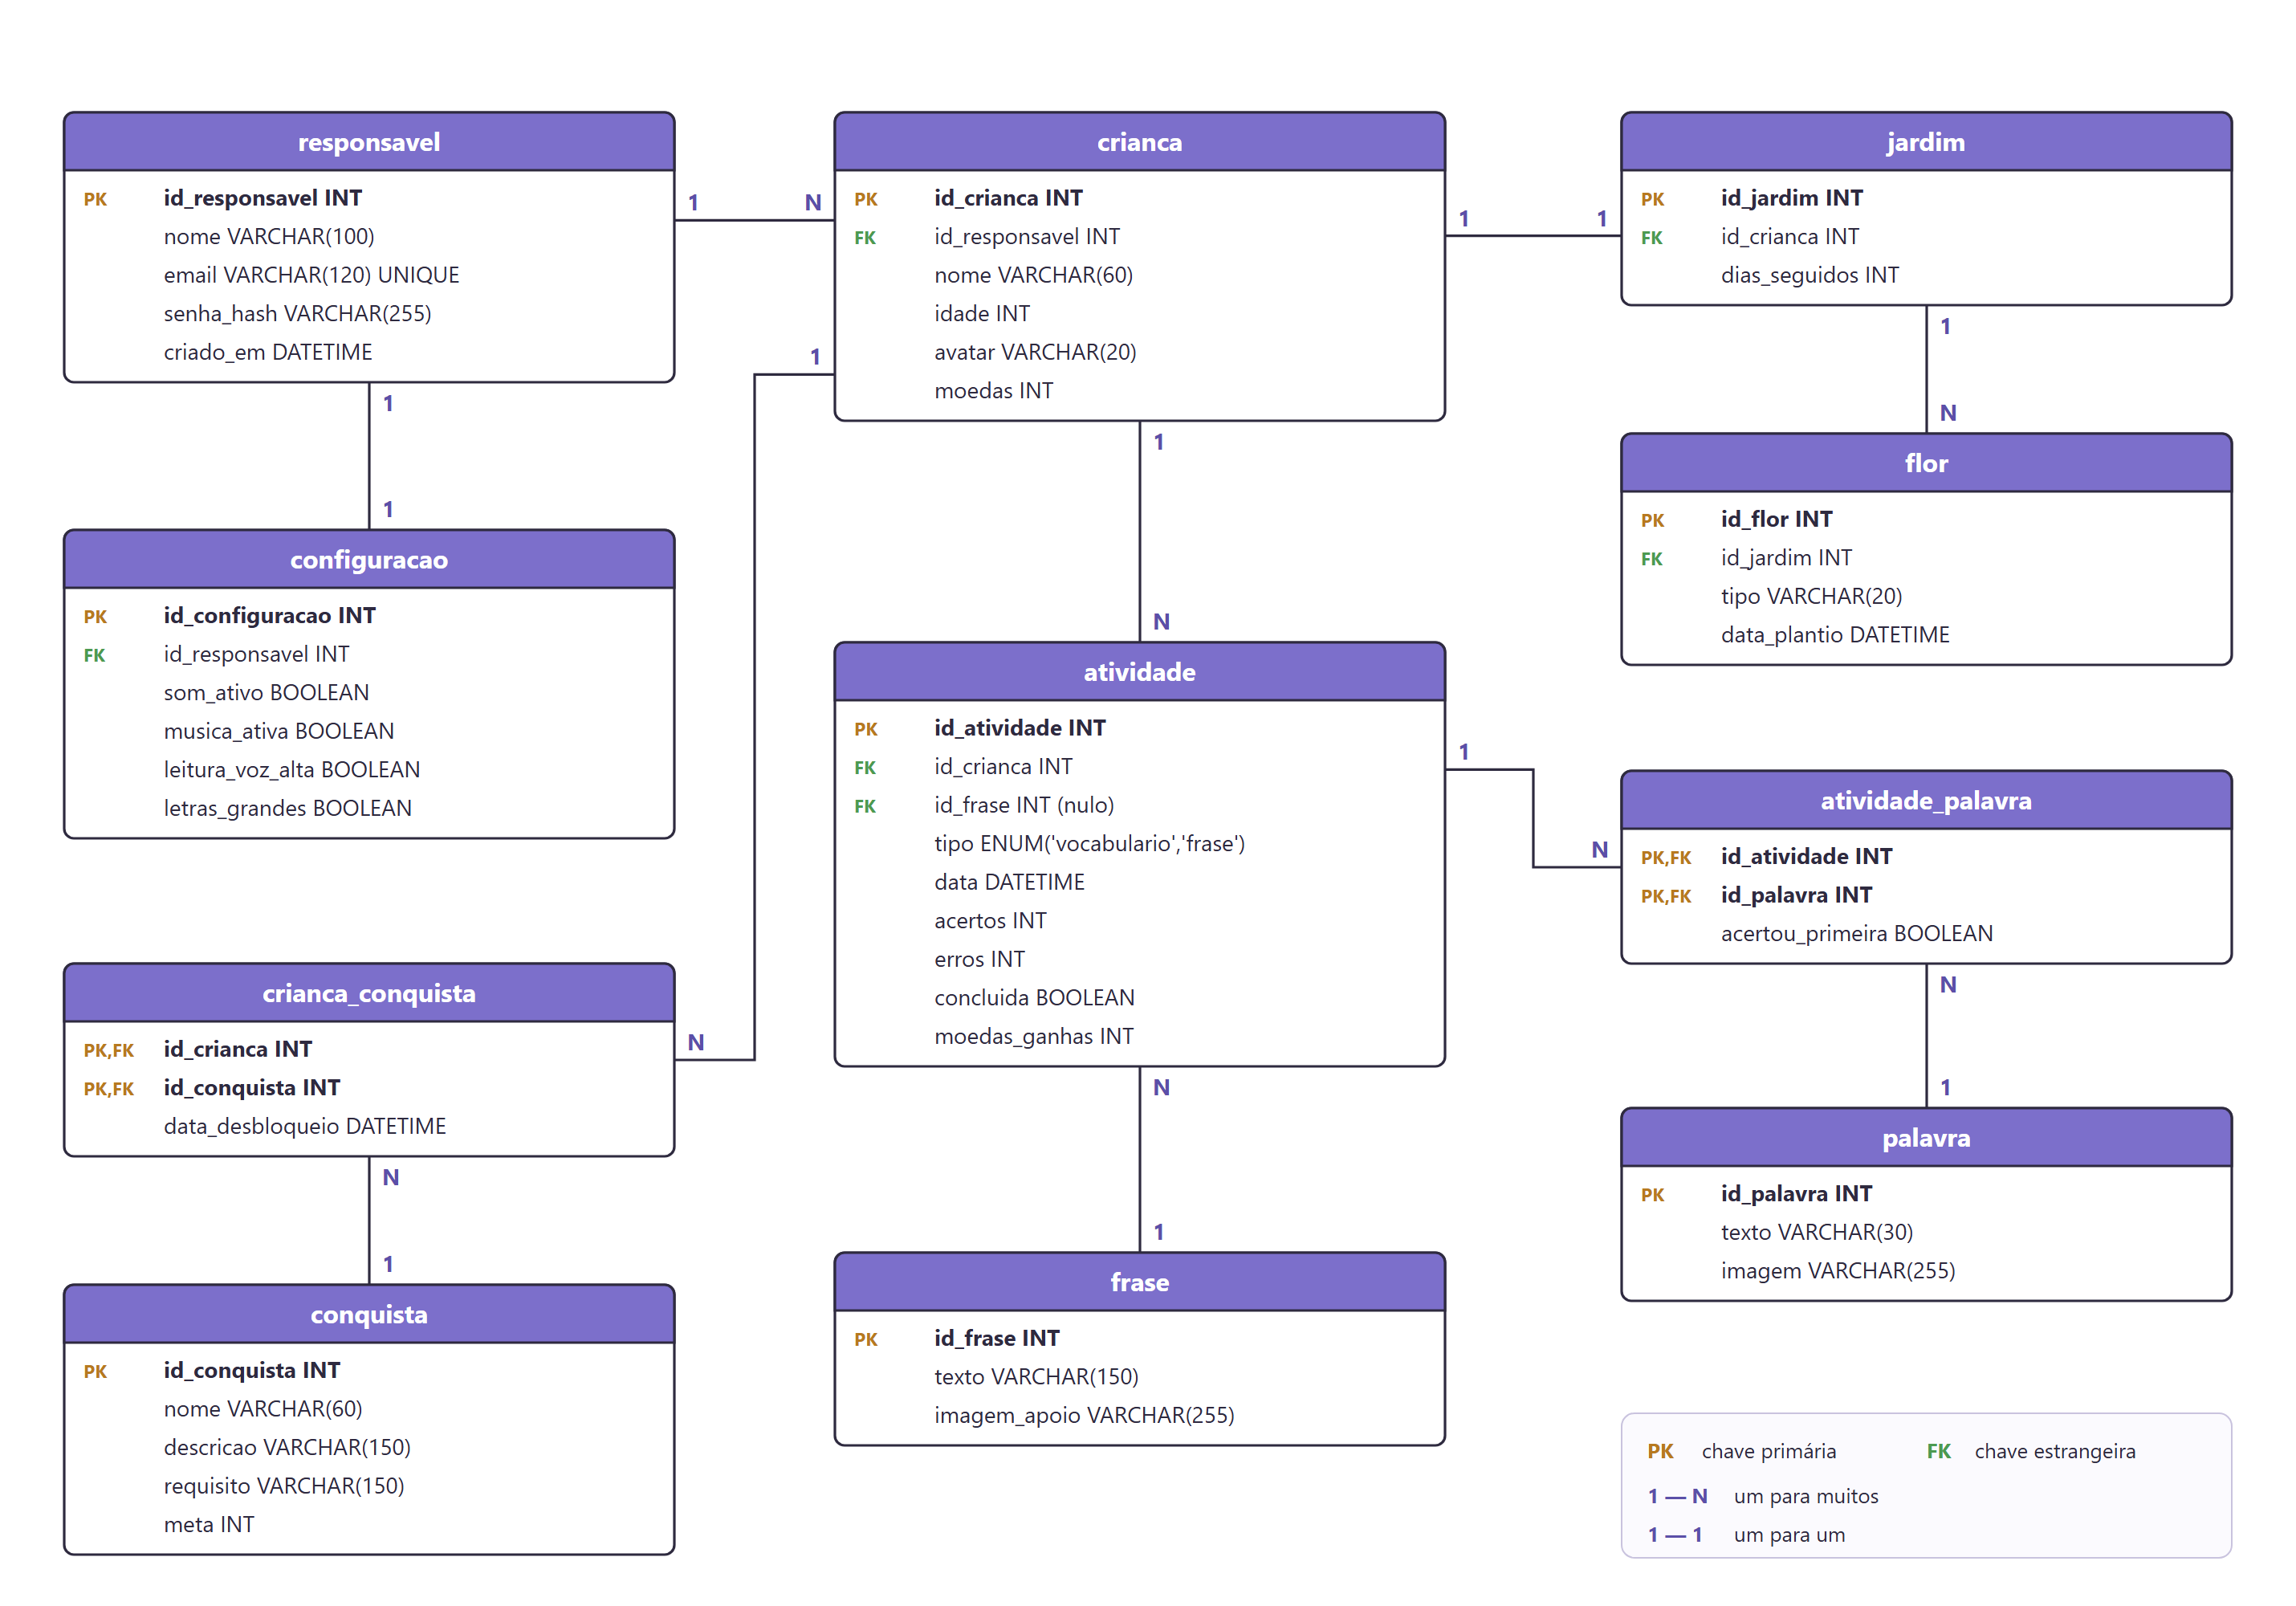 responsavel
PK id_responsavel INT
nome VARCHAR(100)
email VARCHAR(120) UNIQUE
senha_hash VARCHAR(255)
criado_em DATETIME
1 N
1
1
1
crianca
PK id_crianca INT
FK id_responsavel INT
nome VARCHAR(60)
idade INT
avatar VARCHAR(20)
moedas INT
1 1
1
N
jardim
PK id_jardim INT
FK id_crianca INT
dias_seguidos INT
1
N
flor
PK id_flor INT
FK id_jardim INT
tipo VARCHAR(20)
data_plantio DATETIME
configuracao
PK id_configuracao INT
FK id_responsavel INT
som_ativo BOOLEAN
musica_ativa BOOLEAN
leitura_voz_alta BOOLEAN
letras_grandes BOOLEAN
atividade
PK id_atividade INT
FK id_crianca INT
FK id_frase INT (nulo)
tipo ENUM('vocabulario','frase')
data DATETIME
acertos INT
erros INT
concluida BOOLEAN
moedas_ganhas INT
1
N
N
1
atividade_palavra
PK,FK id_atividade INT
PK,FK id_palavra INT
acertou_primeira BOOLEAN
N
1
crianca_conquista
PK,FK id_crianca INT
PK,FK id_conquista INT
data_desbloqueio DATETIME
N
N
1
palavra
PK id_palavra INT
texto VARCHAR(30)
imagem VARCHAR(255)
conquista
PK id_conquista INT
nome VARCHAR(60)
descricao VARCHAR(150)
requisito VARCHAR(150)
meta INT
frase
PK id_frase INT
texto VARCHAR(150)
imagem_apoio VARCHAR(255)
PK chave primária FK chave estrangeira
1 — N um para muitos
1 — 1 um para um